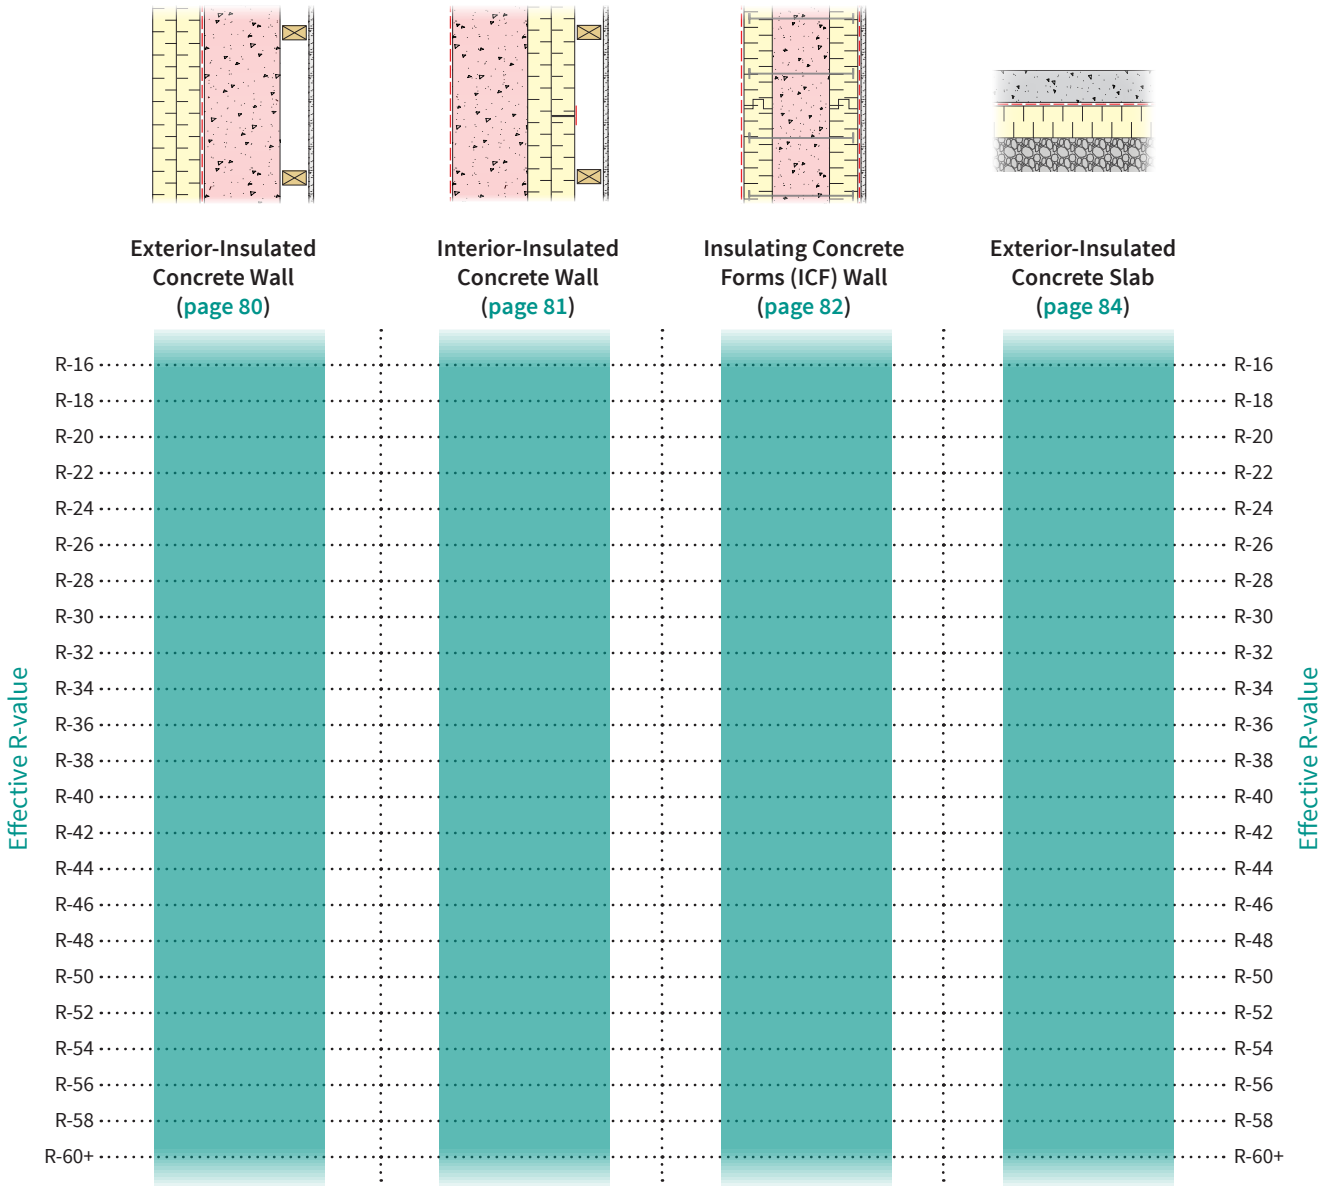 Exterior-Insulated
Concrete Wall
(page 80)
Interior-Insulated
Concrete Wall
(page 81)
Insulating Concrete
Forms (ICF) Wall
(page 82)
Exterior-Insulated
Concrete Slab
(page 84)
Effective R-value
R-16 R-16
R-18 R-18
R-20 R-20
R-22 R-22
R-24 R-24
R-26 R-26
R-28 R-28
R-30 R-30
R-32 R-32
R-34 R-34
R-36 R-36
R-38 R-38
R-40 R-40
R-42 R-42
R-44 R-44
R-46 R-46
R-48 R-48
R-50 R-50
R-52 R-52
R-54 R-54
R-56 R-56
R-58 R-58
R-60+ R-60+
Effective R-value